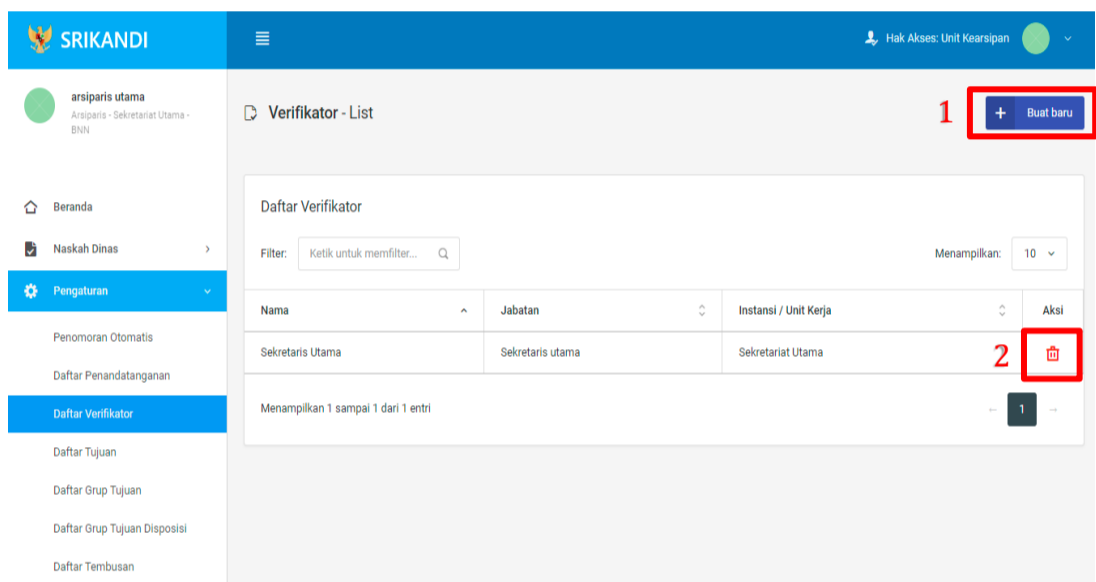 SRIKANDI
Hak Akses: Unit Kearsipan
arsiparis utama
Arsiparis - Sekretariat Utama -
BNN
Verifikator - List
1
+ Buat baru
Beranda
Naskah Dinas
Pengaturan
Penomoran Otomatis
Daftar Penandatanganan
Daftar Verifikator
Daftar Tujuan
Daftar Grup Tujuan
Daftar Grup Tujuan Disposisi
Daftar Tembusan
Daftar Verifikator
Filter: Ketik untuk memfilter... Menampilkan: 10
Nama Jabatan Instansi / Unit Kerja Aksi
Sekretaris Utama Sekretaris utama Sekretariat Utama 2
Menampilkan 1 sampai 1 dari 1 entri ← 1 →